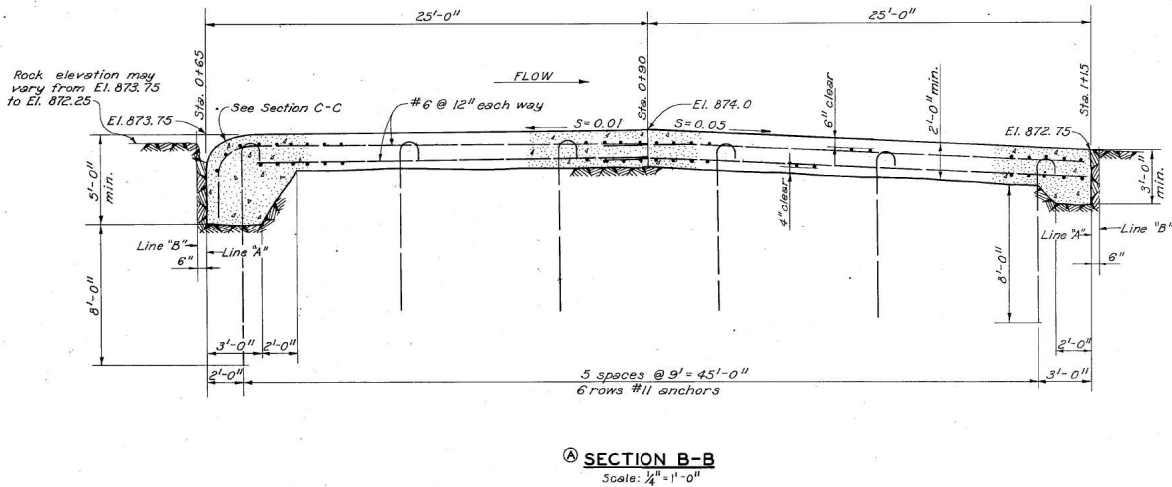 25'-0"
25'-0"
Rock elevation may
vary from El. 873.75
to El. 872.25
Sta. 0+65
See Section C-C
FLOW
#6 @ 12" each way
Sta. 0+90
El. 874.0
6" clear
2'-0" min.
Sta. 1+15
El. 873.75
S=0.01
S=0.05
El. 872.75
5'-0"
min.
4" clear
3'-0"
min.
Line "B"
Line "A"
Line "A"
Line "B"
6"
6"
8'-0"
8'-0"
3'-0"
2'-0"
2'-0"
2'-0"
5 spaces @ 9' = 45'-0"
3'-0"
6 rows #11 anchors
A SECTION B-B
Scale: 1/4" = 1'-0"